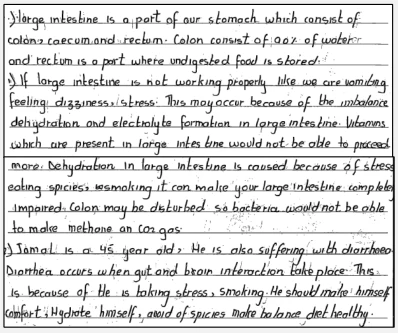 i) large intestine is a part of our stomach which consist of
colon, caecum and rectum. Colon consist of 90% of water
and rectum is a part where undigested food is stored.
ii) If large intestine is not working properly like we are vomiting
feeling dizziness, stress. This may occur because of the imbalance
dehydration and electrolyte formation in large intestine. Vitamins
which are present in large intestine would not be able to proceed
more. Dehydration in large intestine is caused because of stress
eating spicies, smoking it can make your large intestine completely
impaired. Colon may be disturbed so bacteria would not be able
to make methane an CO2 gas.
) Jamal is a 45 year old. He is also suffering with diarrhoea.
Diarrhea occurs when gut and brain interaction take place. This
is because of He is taking stress, smoking. He should make himself
comfort, Hydrate himself, avoid of spicies make balance diet healthy.